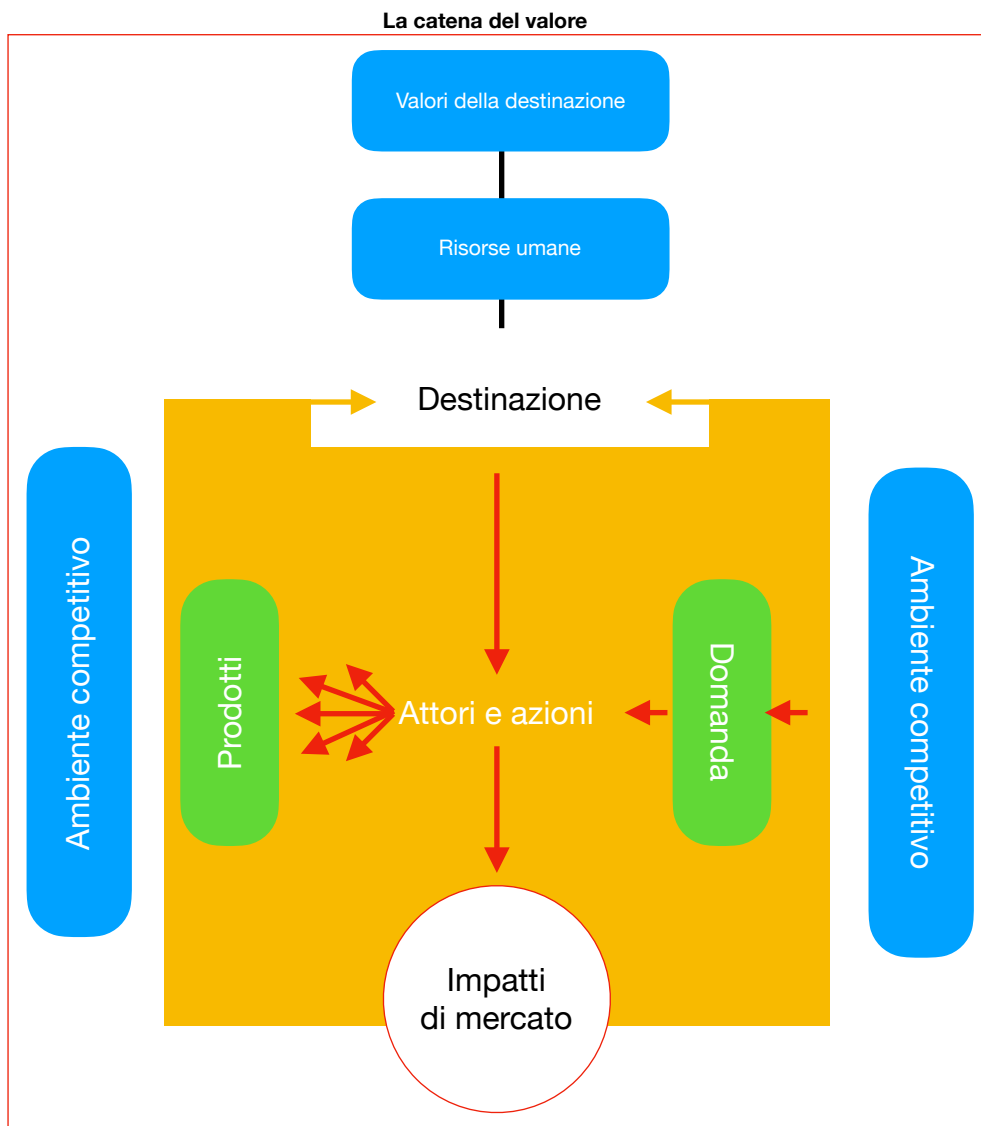 La catena del valore
Valori della destinazione
Risorse umane
Destinazione
Ambiente competitivo
Prodotti
Attori e azioni
Domanda
Ambiente competitivo
Impatti
di mercato